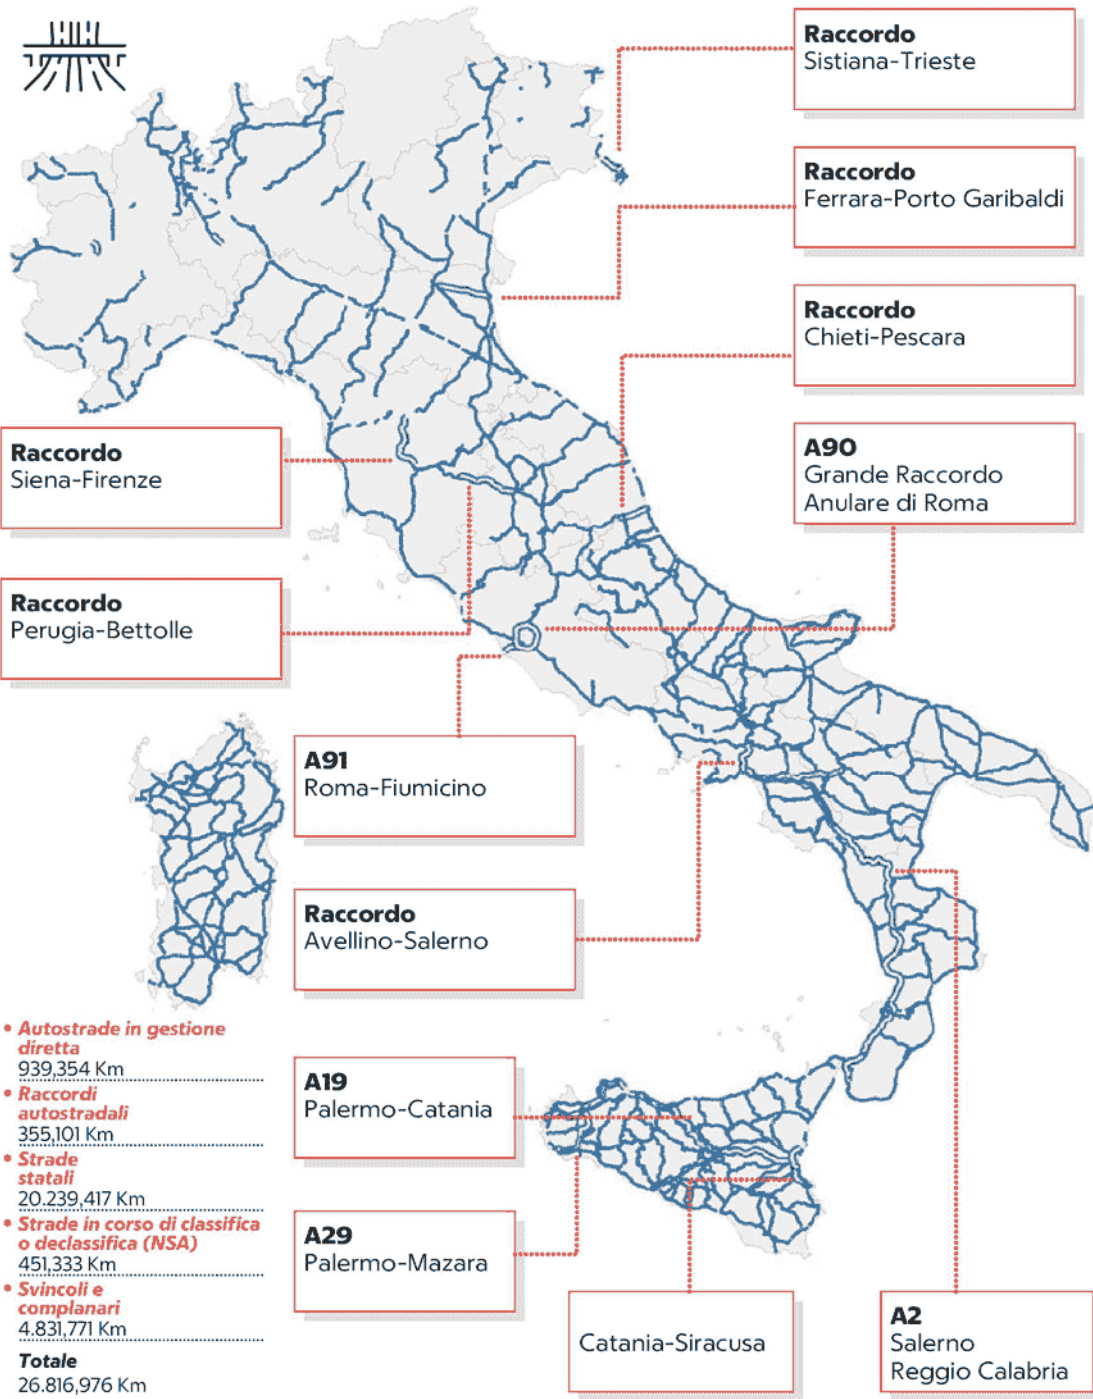 Raccordo
Sistiana-Trieste
Raccordo
Ferrara-Porto Garibaldi
Raccordo
Chieti-Pescara
A90
Grande Raccordo
Anulare di Roma
Raccordo
Siena-Firenze
Raccordo
Perugia-Bettolle
A91
Roma-Fiumicino
Raccordo
Avellino-Salerno
A19
Palermo-Catania
A29
Palermo-Mazara
Catania-Siracusa
A2
Salerno
Reggio Calabria
• Autostrade in gestione
diretta
939,354 Km
• Raccordi
autostradali
355,101 Km
• Strade
statali
20.239,417 Km
• Strade in corso di classifica
o declassifica (NSA)
451,333 Km
• Svincoli e
complanari
4.831,771 Km
Totale
26.816,976 Km